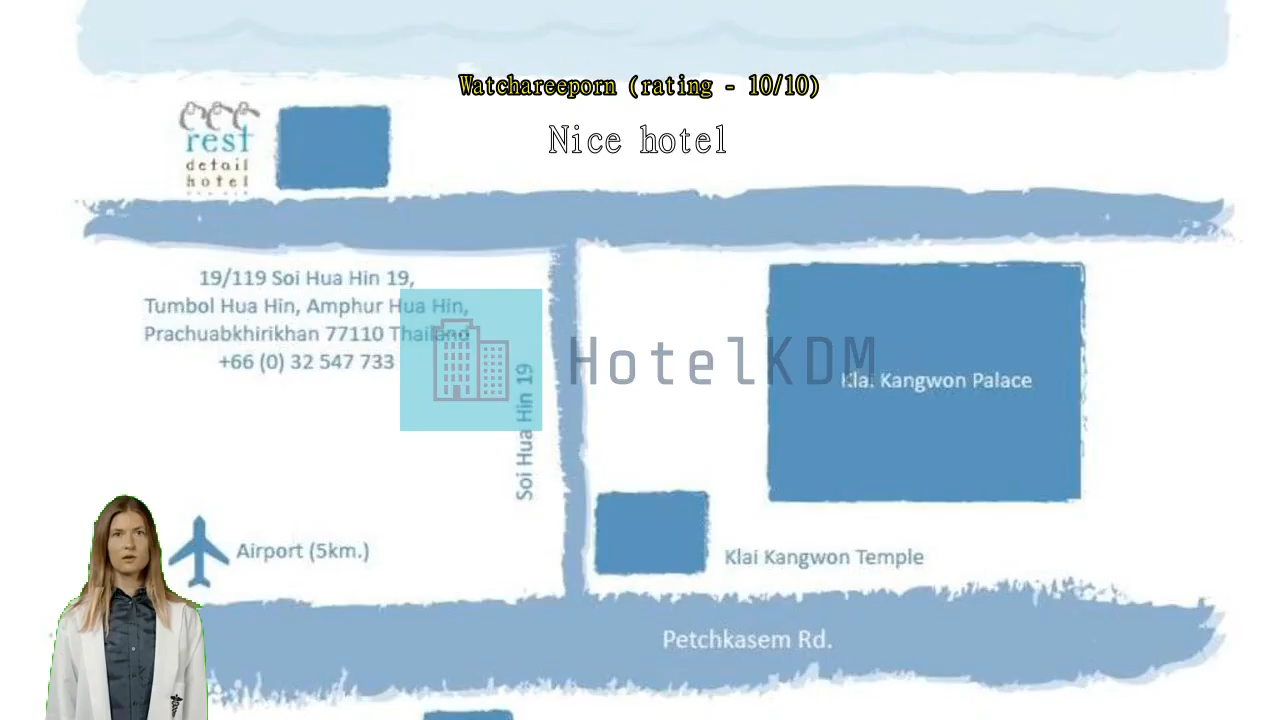 Watchareeporn (rating - 10/10)
Nice hotel
rest
detail
hotel
19/119 Soi Hua Hin 19,
Tumbol Hua Hin, Amphur Hua Hin,
Prachuabkhirikhan 77110 Thailand
+66 (0) 32 547 733
HotelKDM
Klai Kangwon Palace
Soi Hua Hin 19
Airport (5km.)
Klai Kangwon Temple
Petchkasem Rd.